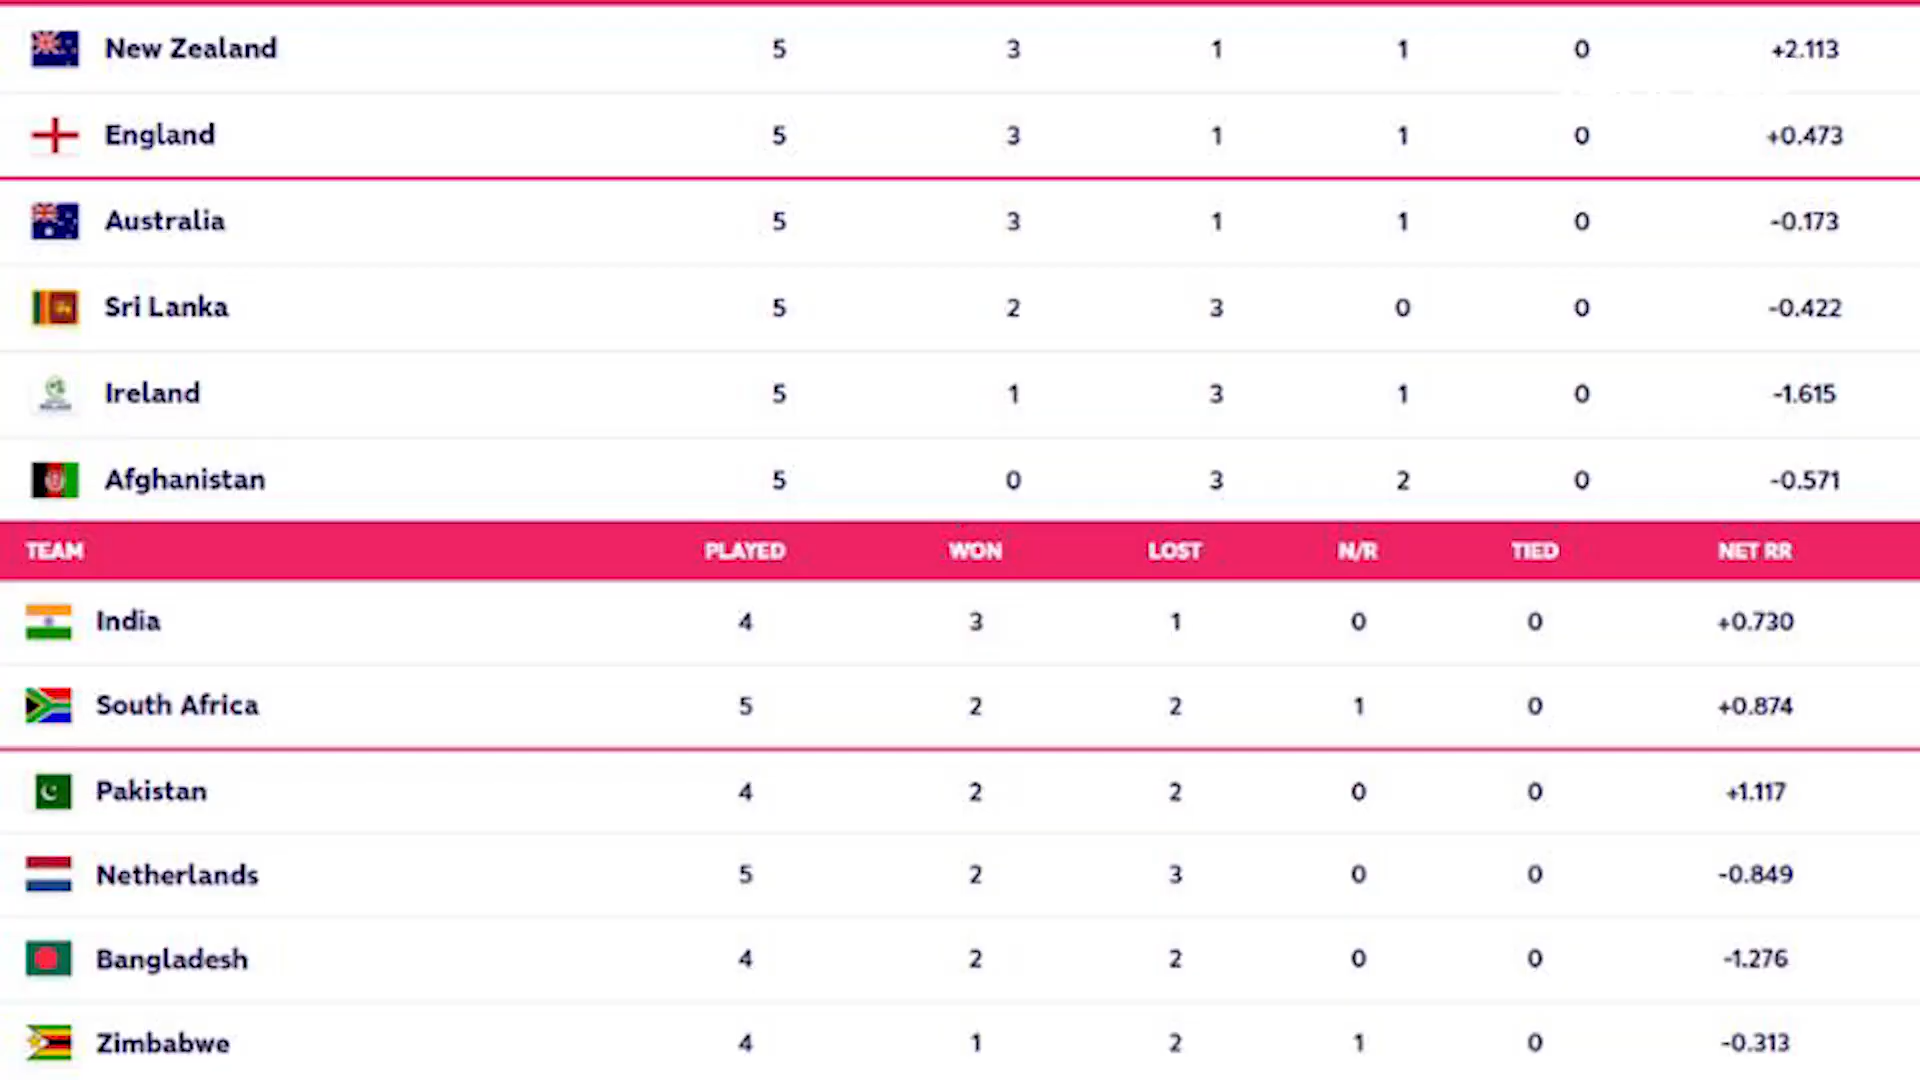 New Zealand 5 3 1 1 0 +2.113
England 5 3 1 1 0 +0.473
Australia 5 3 1 1 0 -0.173
Sri Lanka 5 2 3 0 0 -0.422
Ireland 5 1 3 1 0 -1.615
Afghanistan 5 0 3 2 0 -0.571
TEAM PLAYED WON LOST N/R TIED NET RR
India 4 3 1 0 0 +0.730
South Africa 5 2 2 1 0 +0.874
Pakistan 4 2 2 0 0 +1.117
Netherlands 5 2 3 0 0 -0.849
Bangladesh 4 2 2 0 0 -1.276
Zimbabwe 4 1 2 1 0 -0.313